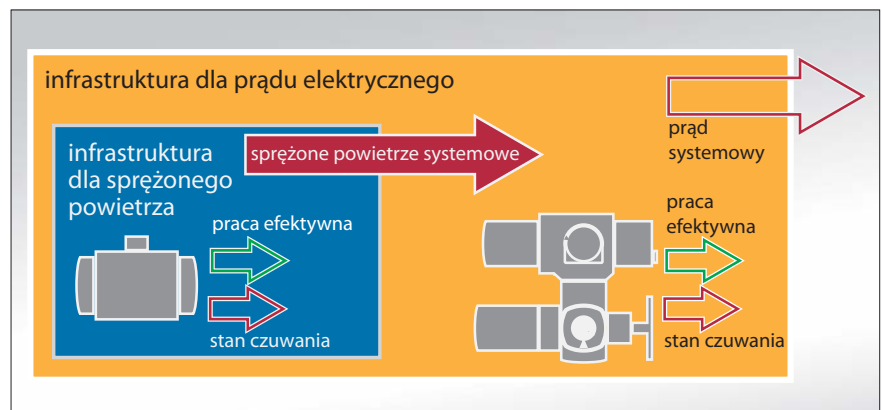 infrastruktura dla prądu elektrycznego
prąd
systemowy
infrastruktura
dla sprężonego
powietrza
sprężone powietrze systemowe
praca efektywna
stan czuwania
praca
efektywna
stan czuwania